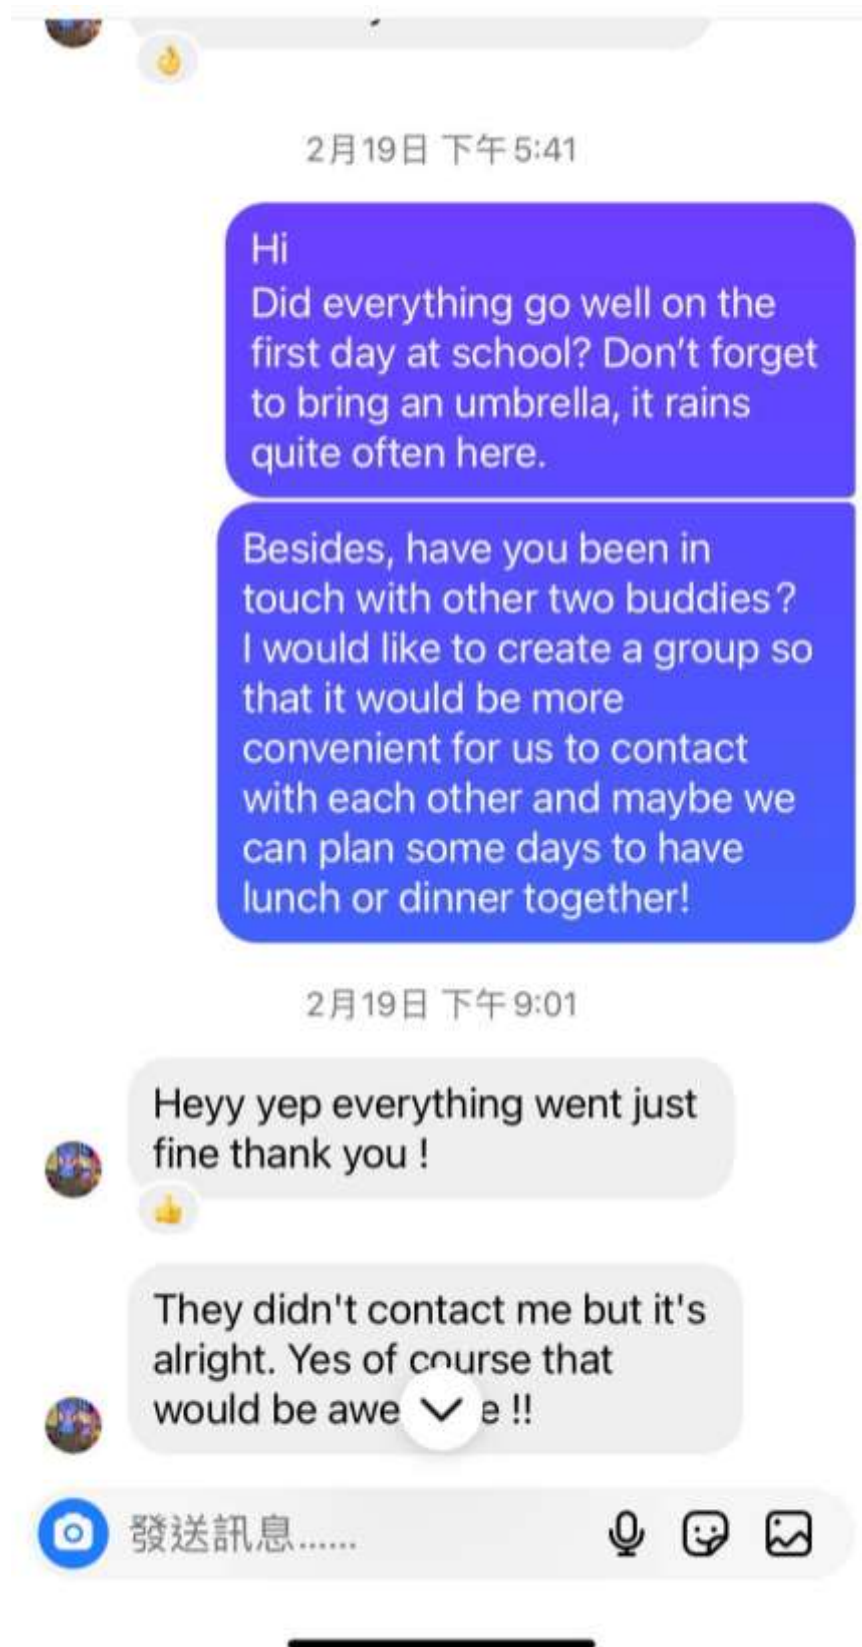 2月19日 下午5:41
Hi
Did everything go well on the
first day at school? Don’t forget
to bring an umbrella, it rains
quite often here.
Besides, have you been in
touch with other two buddies?
I would like to create a group so
that it would be more
convenient for us to contact
with each other and maybe we
can plan some days to have
lunch or dinner together!
2月19日 下午9:01
Heyy yep everything went just
fine thank you !
They didn't contact me but it's
alright. Yes of course that
would be awe e !!
發送訊息......